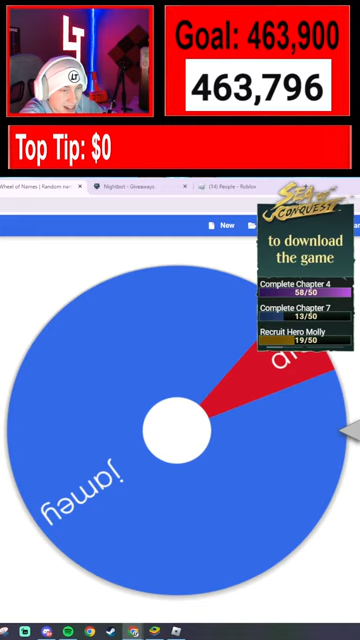 Goal: 463,900
463,796
Top Tip: $0
Wheel of Names | Random na
Nightbot - Giveaways
(14) People - Roblox
New
SEA OF
CONQUEST
to download
the game
Complete Chapter 4
58/50
Complete Chapter 7
13/50
Recruit Hero Molly
19/50
jamey